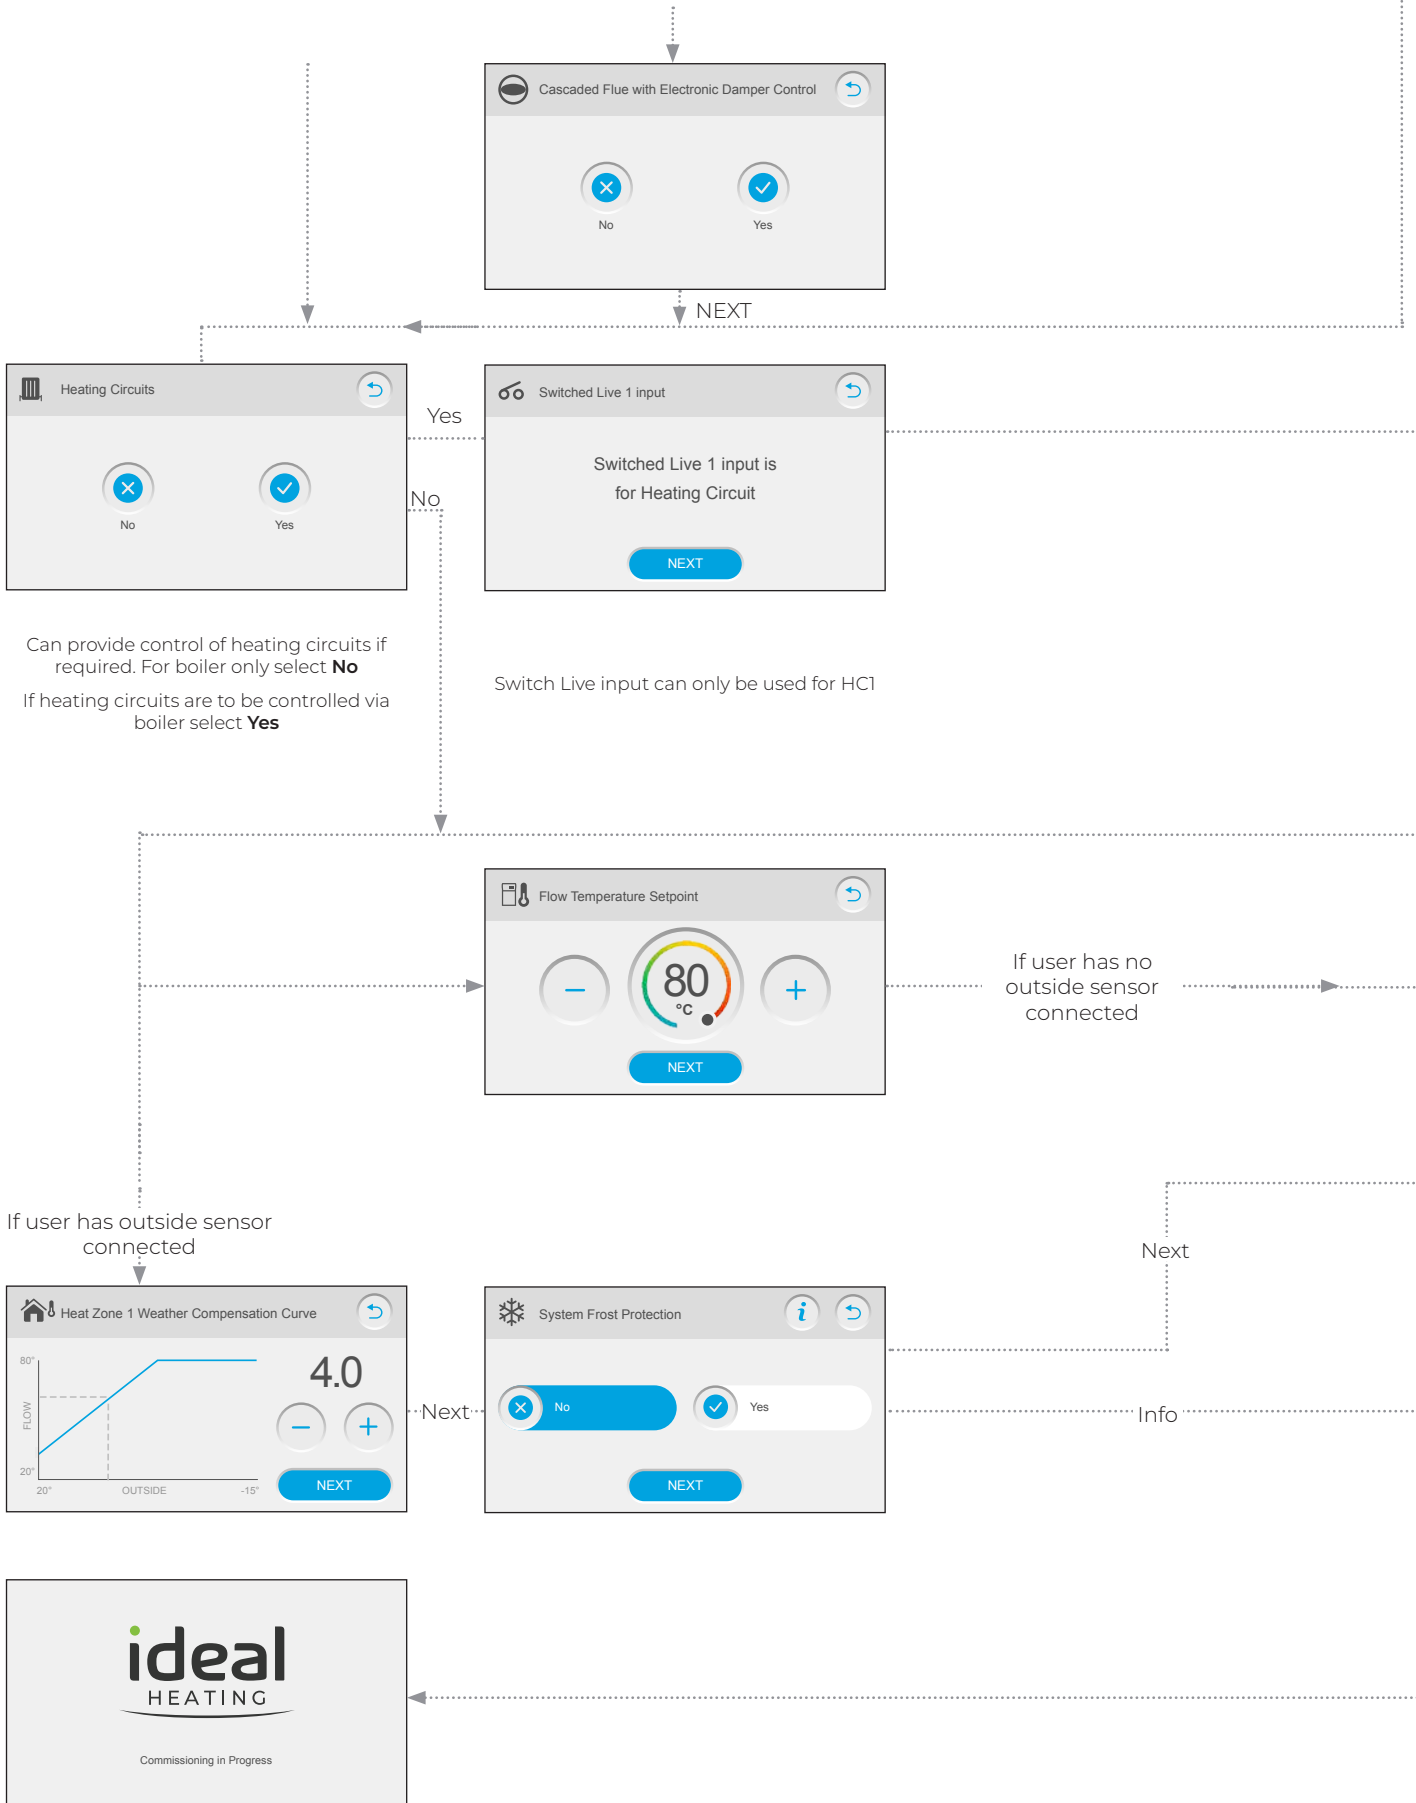 Cascaded Flue with Electronic Damper Control
No
Yes
NEXT
Heating Circuits
No
Yes
Yes
No
Switched Live 1 input
Switched Live 1 input is
for Heating Circuit
NEXT
Can provide control of heating circuits if
required. For boiler only select No
If heating circuits are to be controlled via
boiler select Yes
Switch Live input can only be used for HC1
Flow Temperature Setpoint
80
°C
NEXT
If user has no
outside sensor
connected
If user has outside sensor
connected
Heat Zone 1 Weather Compensation Curve
80°
FLOW
20°
20°
OUTSIDE
-15°
4.0
NEXT
Next
System Frost Protection
i
No
Yes
NEXT
Next
Info
ideal
HEATING
Commissioning in Progress